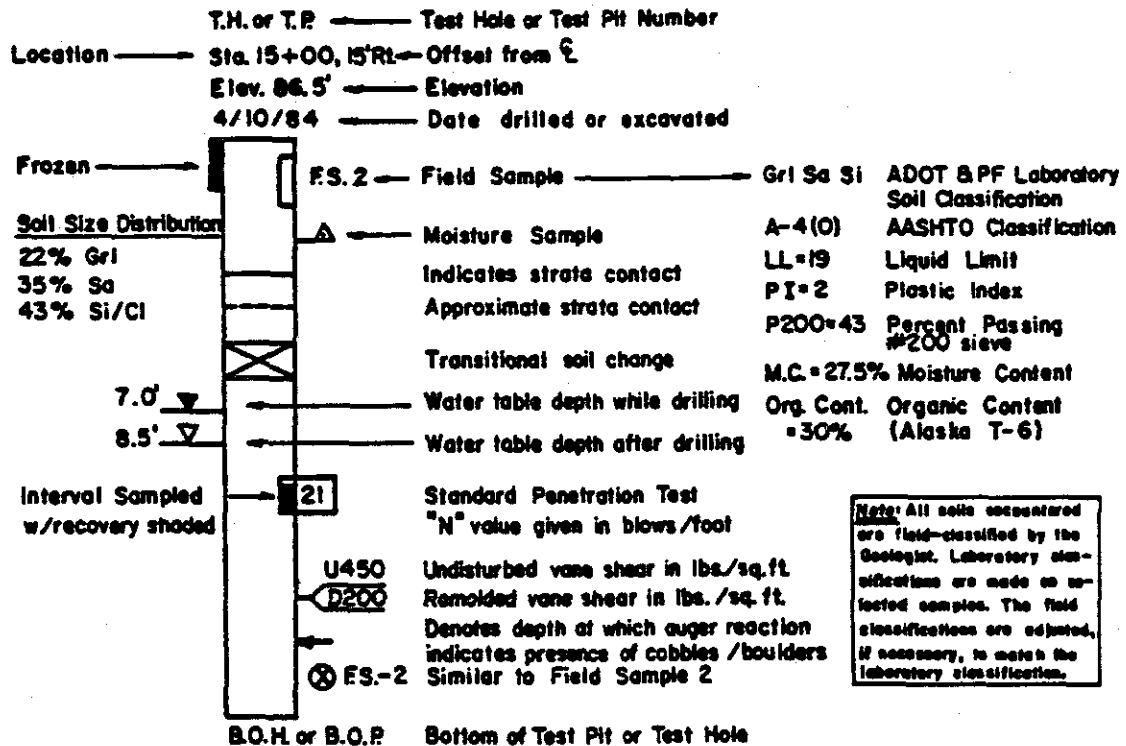 T.H. or T.P. Test Hole or Test Pit Number
Location Sta. 15+00, 15'Rt. Offset from ℄
Elev. 86.5' Elevation
4/10/84 Date drilled or excavated
Frozen
F.S. 2 Field Sample
Grl Sa Si ADOT & PF Laboratory
Soil Classification
A-4(0) AASHTO Classification
LL=19 Liquid Limit
PI=2 Plastic Index
P200=43 Percent Passing
#200 sieve
M.C.=27.5% Moisture Content
Org. Cont. Organic Content
=30% (Alaska T-6)
Soil Size Distribution
22% Grl
35% Sa
43% Si/Cl
Moisture Sample
Indicates strata contact
Approximate strata contact
Transitional soil change
7.0' Water table depth while drilling
8.5' Water table depth after drilling
Interval Sampled
w/recovery shaded
21 Standard Penetration Test
"N" value given in blows/foot
U450 Undisturbed vane shear in lbs./sq.ft.
D200 Remolded vane shear in lbs./sq.ft.
Denotes depth at which auger reaction
indicates presence of cobbles/boulders
F.S.-2 Similar to Field Sample 2
B.O.H. or B.O.P. Bottom of Test Pit or Test Hole
Note: All soils encountered
are field-classified by the
Geologist. Laboratory clas-
sifications are made on se-
lected samples. The field
classifications are adjusted,
if necessary, to match the
laboratory classification.